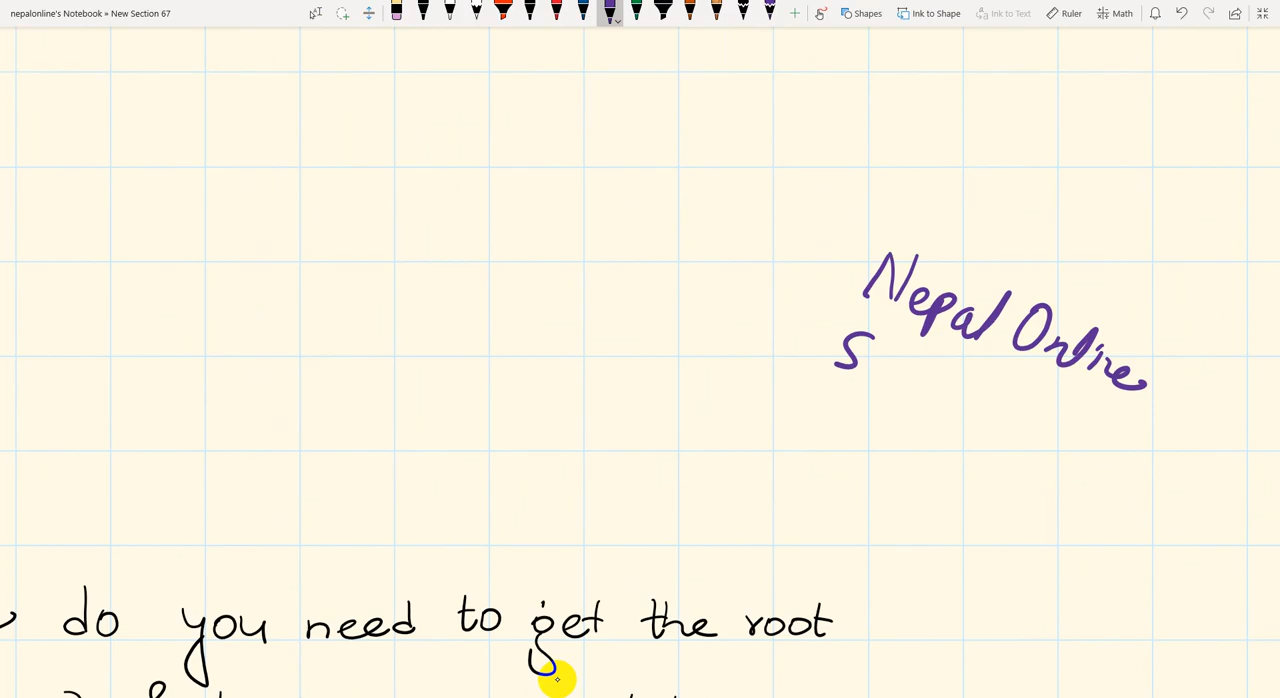 nepalonline's Notebook » New Section 67
Shapes Ink to Shape Ink to Text Ruler Math
Nepal Online
S
do you need to get the root